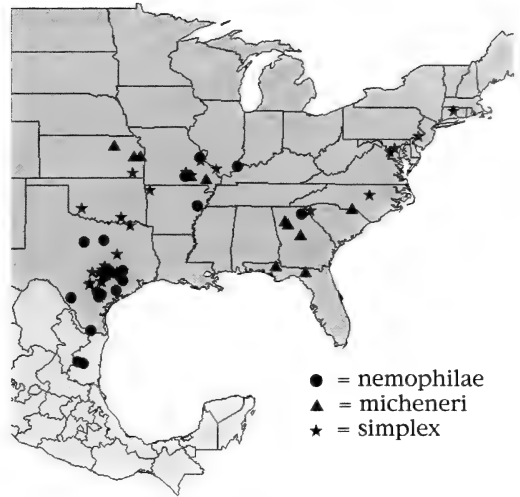 ● = nemophilae
▲ = micheneri
★ = simplex